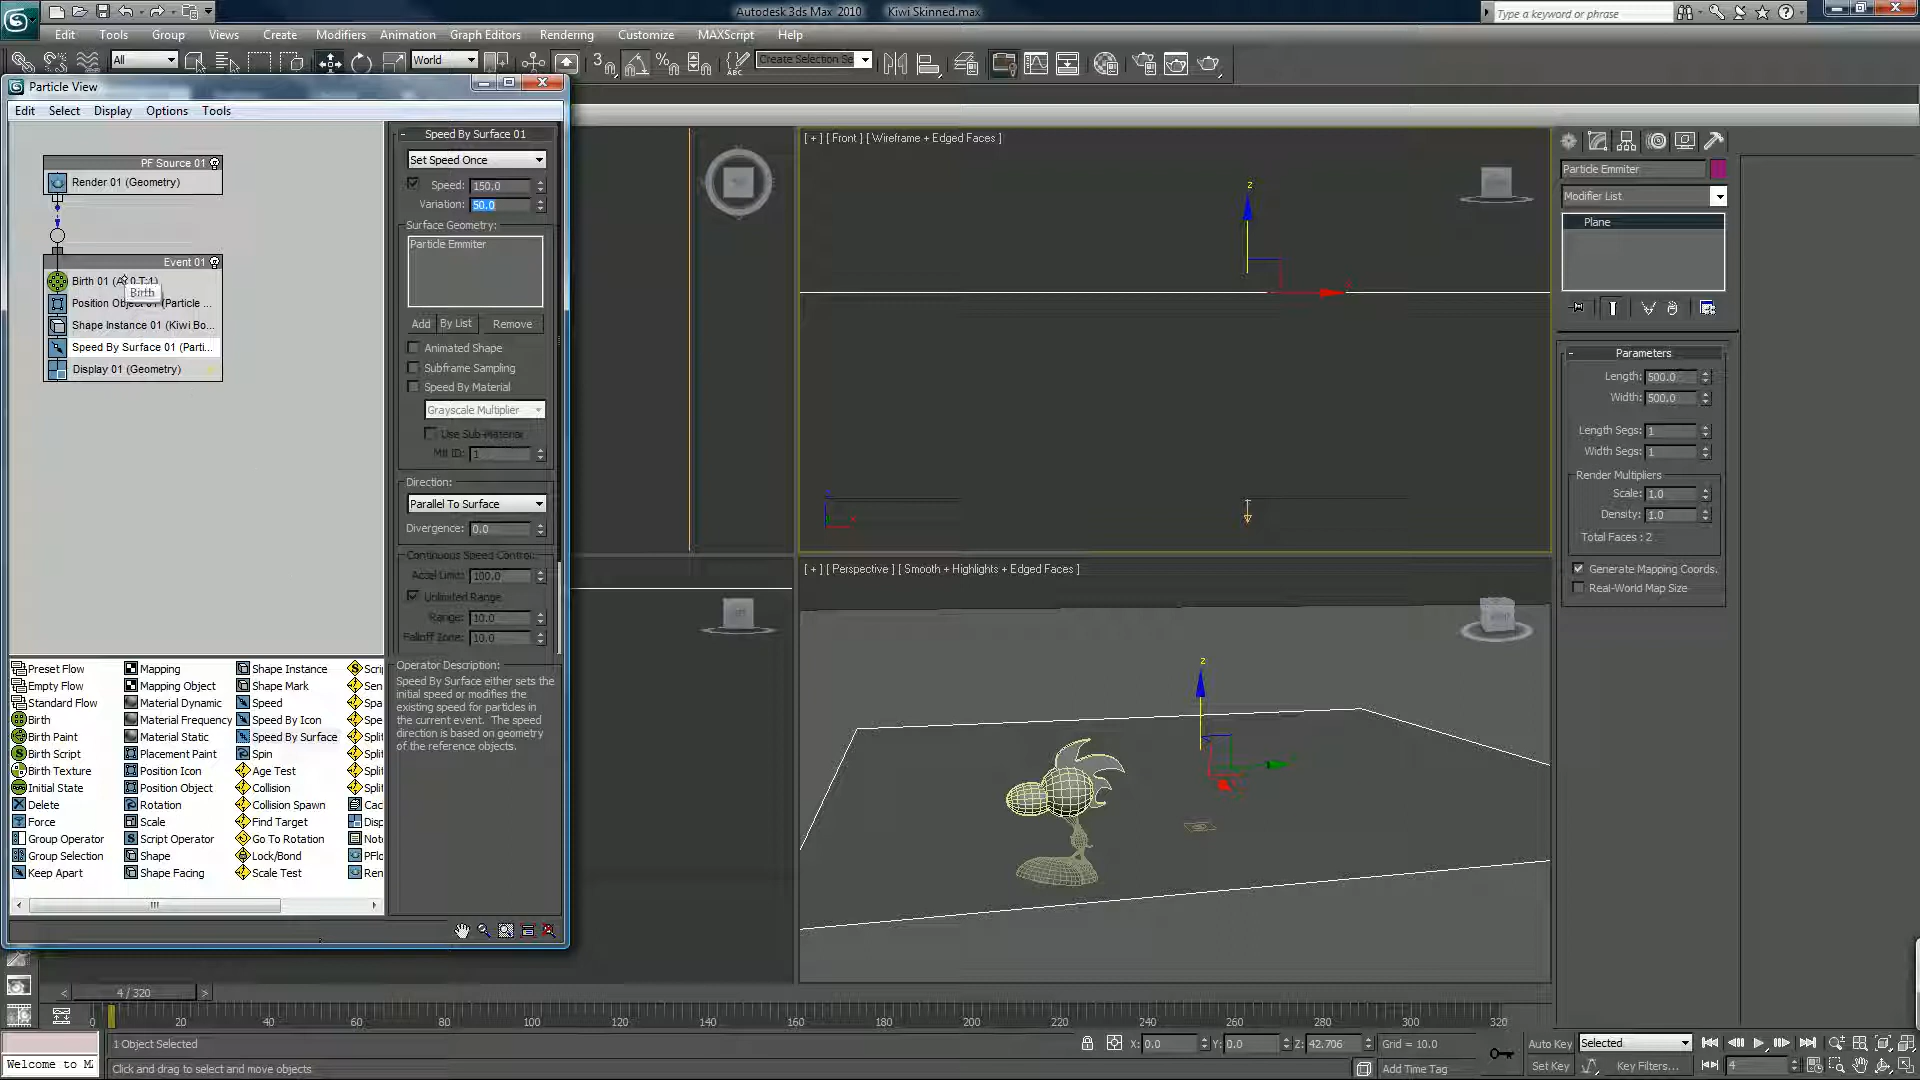 Autodesk 3ds Max 2010 Kiwi Skinned.max
Type a keyword or phrase
Edit Tools Group Views Create Modifiers Animation Graph Editors Rendering Customize MAXScript Help
All
World
Create Selection Se
Particle View
Edit Select Display Options Tools
PF Source 01
Render 01 (Geometry)
Event 01
Birth 01
Birth
Shape Instance 01 (Kiwi Bo...
Speed By Surface 01 (Parti...
Display 01 (Geometry)
Speed By Surface 01
Set Speed Once
Speed: 150.0
Variation: 50.0
Surface Geometry:
Particle Emmiter
Add By List Remove
Animated Shape
Subframe Sampling
Speed By Material
Grayscale Multiplier
Use Sub-Material
Mtl ID: 1
Direction:
Parallel To Surface
Divergence: 0.0
Continuous Speed Control:
Accel Limit: 100.0
Unlimited Range
Range: 10.0
Falloff Zone: 10.0
Operator Description:
Speed By Surface either sets the
initial speed or modifies the
existing speed for particles in
the current event. The speed
direction is based on geometry
of the reference objects.
Preset Flow Mapping Shape Instance Scri
Empty Flow Mapping Object Shape Mark Sen
Standard Flow Material Dynamic Speed Spa
Birth Material Frequency Speed By Icon Spe
Birth Paint Material Static Speed By Surface Split
Birth Script Placement Paint Spin Split
Birth Texture Position Icon Age Test Split
Initial State Position Object Collision Split
Delete Rotation Collision Spawn Cac
Force Scale Find Target Disp
Group Operator Script Operator Go To Rotation Not
Group Selection Shape Lock/Bond PFlo
Keep Apart Shape Facing Scale Test Ren
[ + ] [ Front ] [ Wireframe + Edged Faces ]
z
x
[ + ] [ Perspective ] [ Smooth + Highlights + Edged Faces ]
z
Particle Emmiter
Modifier List
Plane
Parameters
Length: 500.0
Width: 500.0
Length Segs: 1
Width Segs: 1
Render Multipliers
Scale: 1.0
Density: 1.0
Total Faces : 2
Generate Mapping Coords.
Real-World Map Size
4 / 320
0 20 40 60 80 100 120 140 160 180 200 220 240 260 280 300 320
1 Object Selected
X: 0.0 Y: 0.0 Z: 42.706 Grid = 10.0
Auto Key Selected
Welcome to M
Click and drag to select and move objects
Add Time Tag
Set Key Key Filters... 4